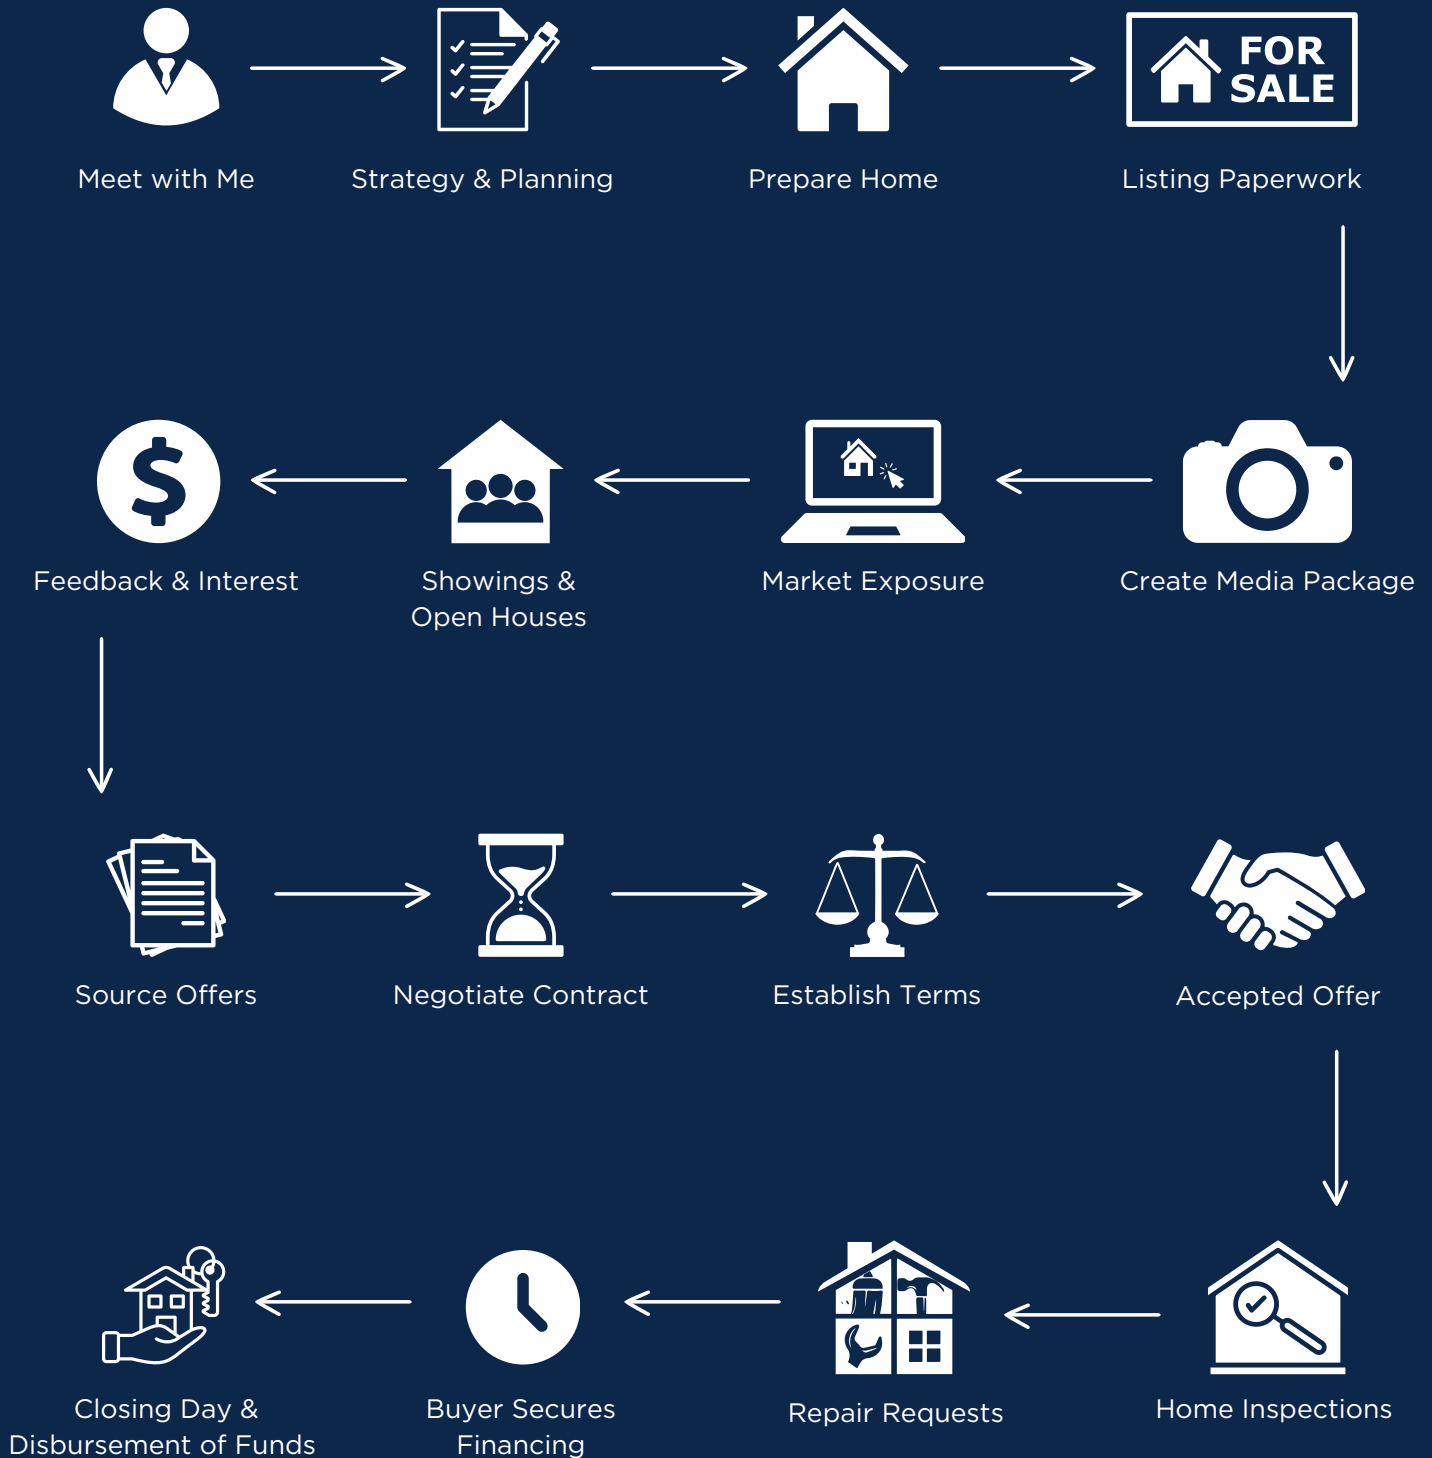 FOR
SALE
Meet with Me
Strategy & Planning
Prepare Home
Listing Paperwork
Feedback & Interest
Showings &
Open Houses
Market Exposure
Create Media Package
Source Offers
Negotiate Contract
Establish Terms
Accepted Offer
Closing Day &
Disbursement of Funds
Buyer Secures
Financing
Repair Requests
Home Inspections